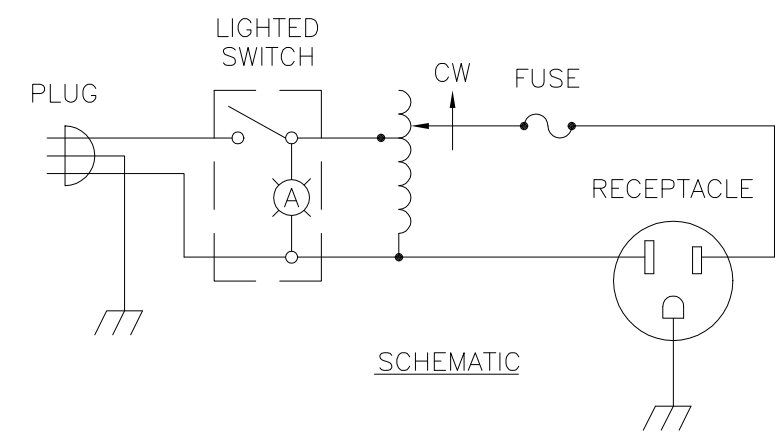 LIGHTED
SWITCH
PLUG
CW
FUSE
A
RECEPTACLE
SCHEMATIC